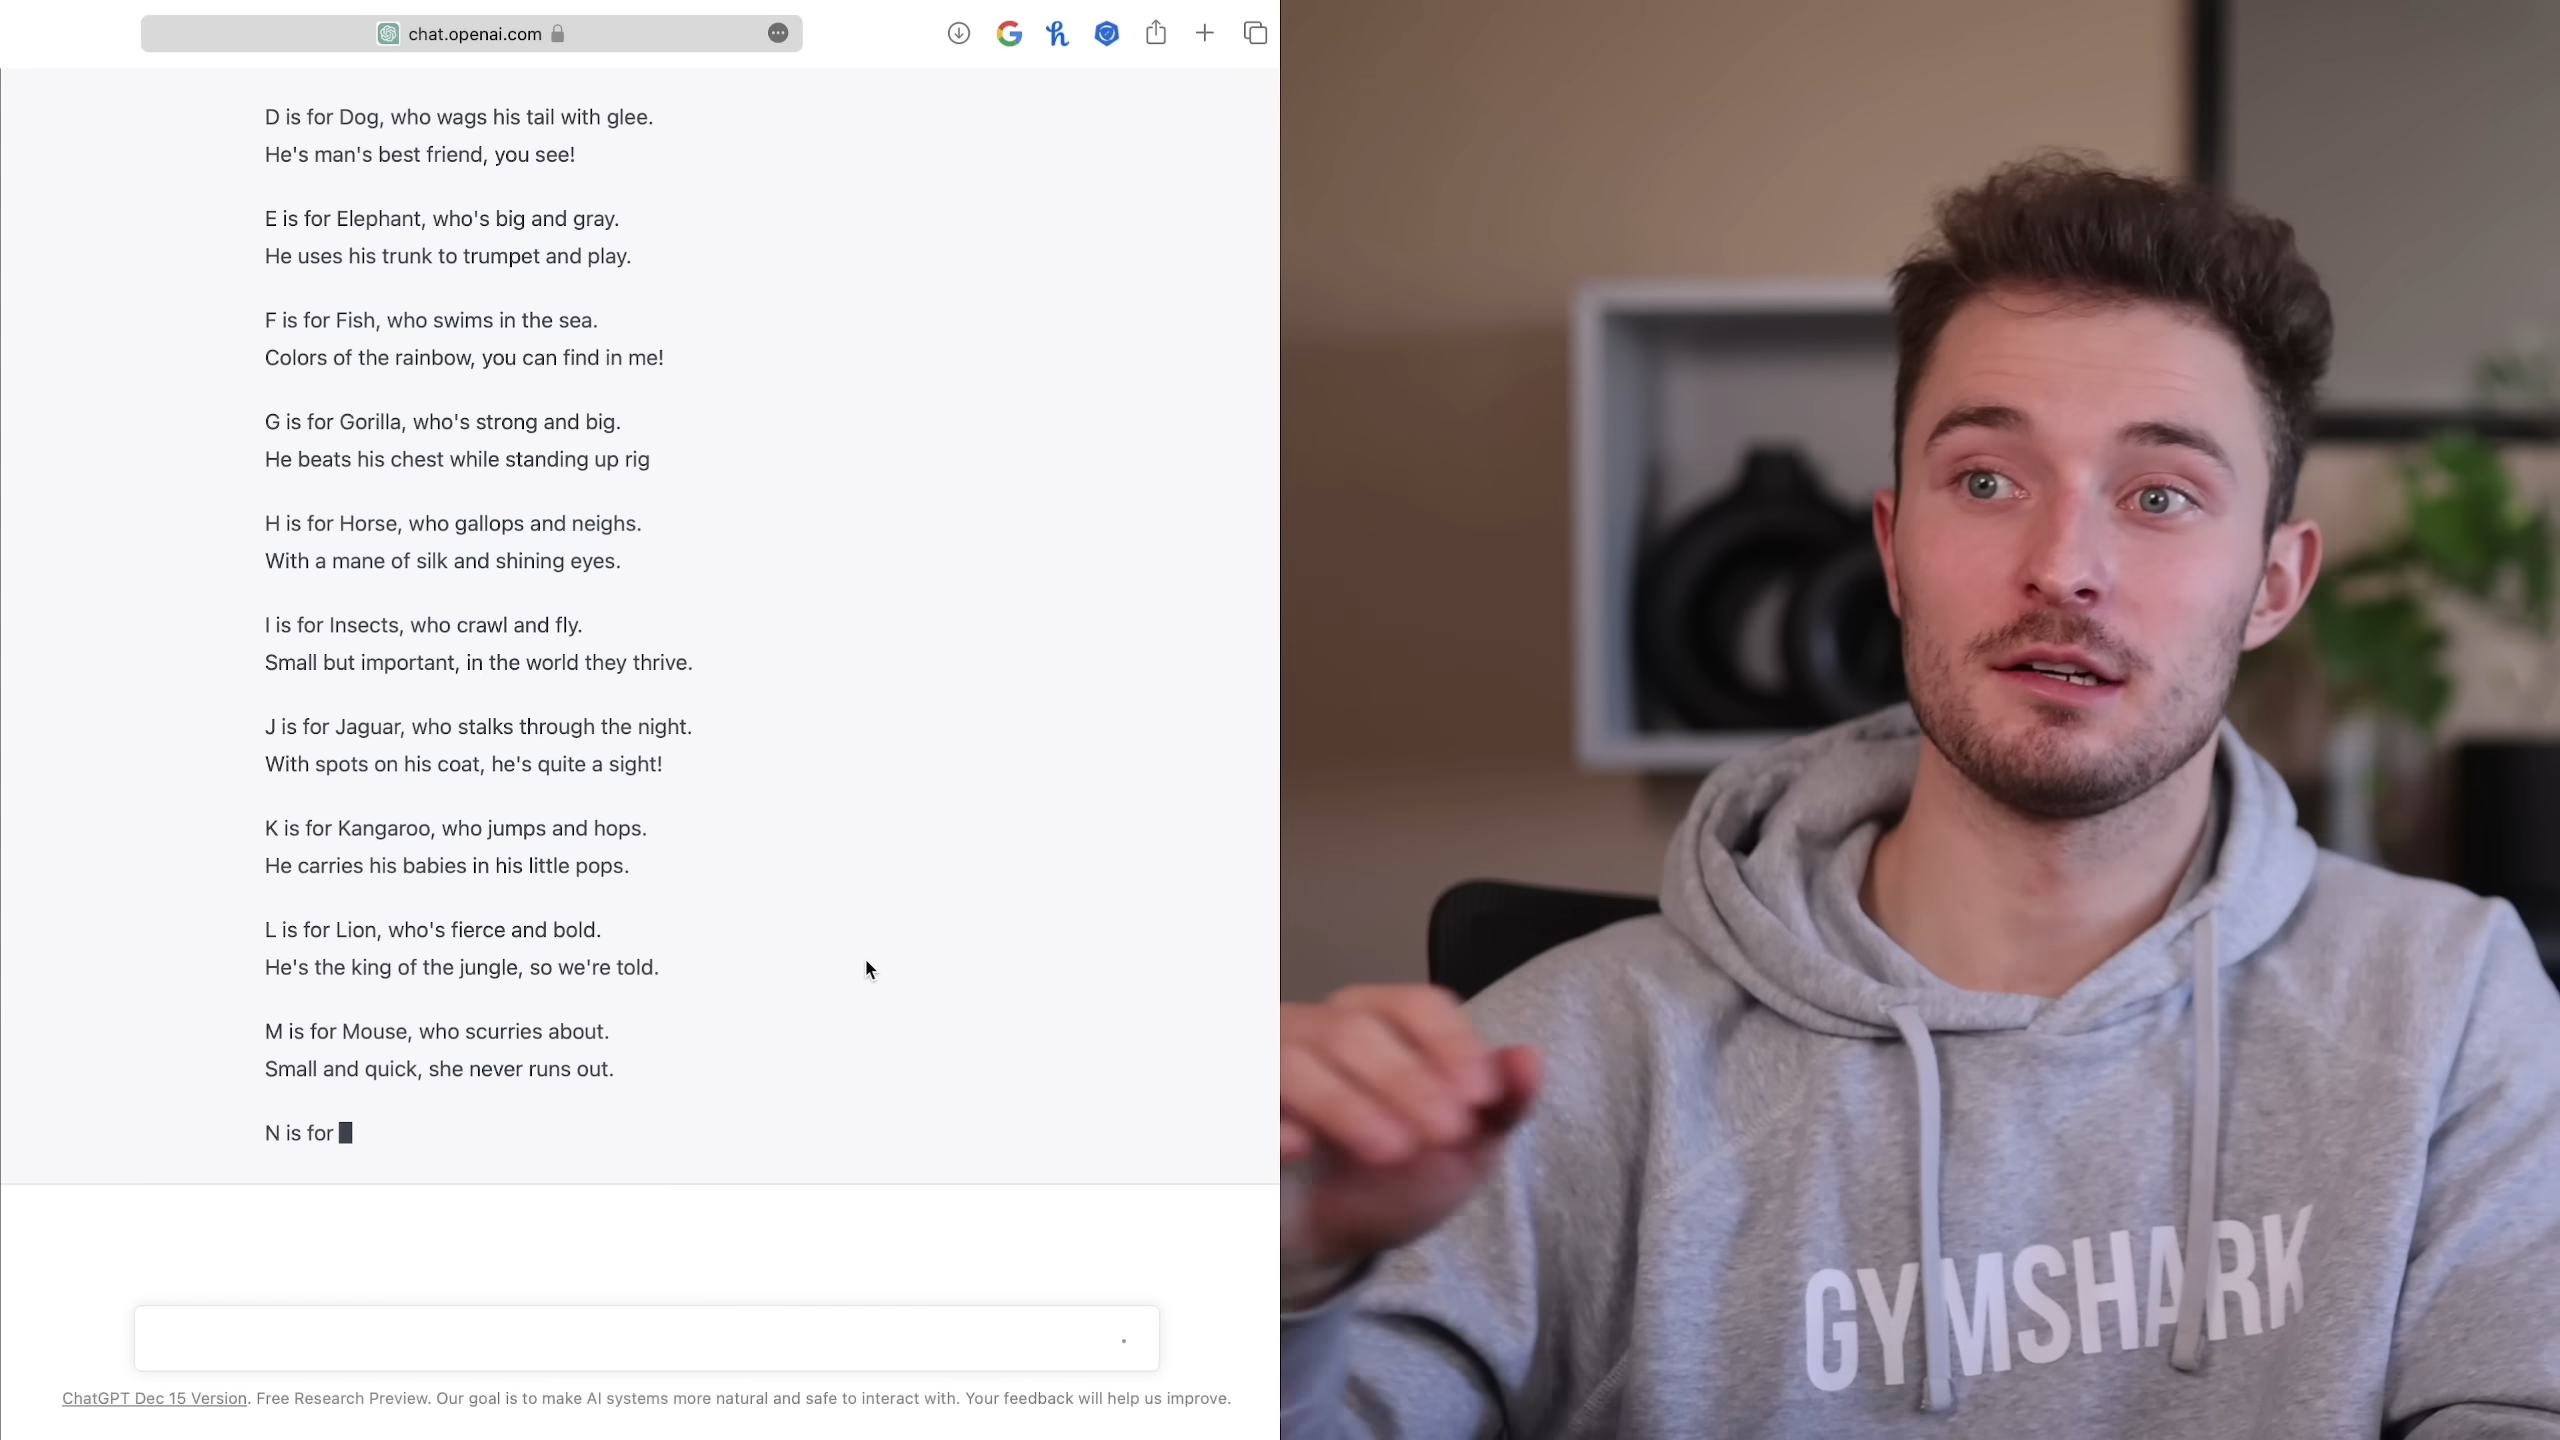 chat.openai.com
D is for Dog, who wags his tail with glee.
He's man's best friend, you see!
E is for Elephant, who's big and gray.
He uses his trunk to trumpet and play.
F is for Fish, who swims in the sea.
Colors of the rainbow, you can find in me!
G is for Gorilla, who's strong and big.
He beats his chest while standing up rig
H is for Horse, who gallops and neighs.
With a mane of silk and shining eyes.
I is for Insects, who crawl and fly.
Small but important, in the world they thrive.
J is for Jaguar, who stalks through the night.
With spots on his coat, he's quite a sight!
K is for Kangaroo, who jumps and hops.
He carries his babies in his little pops.
L is for Lion, who's fierce and bold.
He's the king of the jungle, so we're told.
M is for Mouse, who scurries about.
Small and quick, she never runs out.
N is for
ChatGPT Dec 15 Version. Free Research Preview. Our goal is to make AI systems more natural and safe to interact with. Your feedback will help us improve.
GYMSHARK